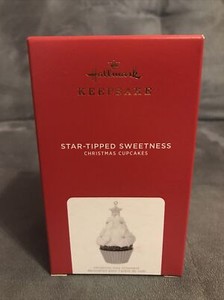 Hallmark
KEEPSAKE
STAR-TIPPED SWEETNESS
CHRISTMAS CUPCAKES